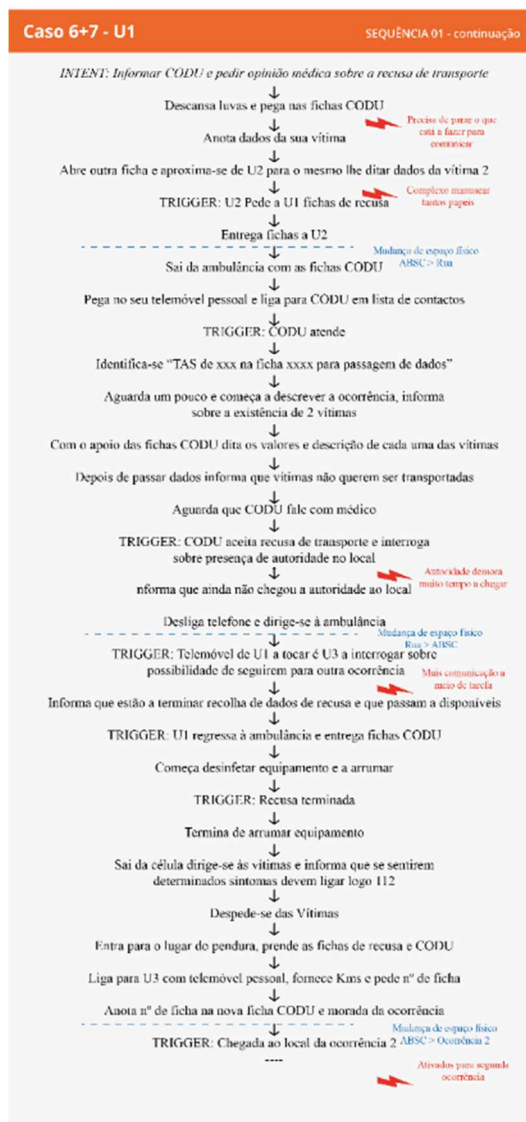 Caso 6+7 - U1
SEQUÊNCIA 01 - continuação
INTENT: Informar CODU e pedir opinião médica sobre a recusa de transporte
Descansa luvas e pega nas fichas CODU
Precisa de parar o que
está a fazer para
comunicar
Anota dados da sua vítima
Abre outra ficha e aproxima-se de U2 para o mesmo lhe ditar dados da vítima 2
Complexo manusear
tantos papeis
TRIGGER: U2 Pede a U1 fichas de recusa
Entrega fichas a U2
Mudança de espaço físico
ABSC > Rua
Sai da ambulância com as fichas CODU
Pega no seu telemóvel pessoal e liga para CODU em lista de contactos
TRIGGER: CODU atende
Identifica-se “TAS de xxx na ficha xxxx para passagem de dados”
Aguarda um pouco e começa a descrever a ocorrência, informa
sobre a existência de 2 vítimas
Com o apoio das fichas CODU dita os valores e descrição de cada uma das vítimas
Depois de passar dados informa que vítimas não querem ser transportadas
Aguarda que CODU fale com médico
TRIGGER: CODU aceita recusa de transporte e interroga
sobre presença de autoridade no local
Autoridade demora
muito tempo a chegar
nforma que ainda não chegou a autoridade ao local
Desliga telefone e dirige-se à ambulância
Mudança de espaço físico
Rua > ABSC
TRIGGER: Telemóvel de U1 a tocar é U3 a interrogar sobre
possibilidade de seguirem para outra ocorrência
Mais comunicação a
meio de tarefa
Informa que estão a terminar recolha de dados de recusa e que passam a disponíveis
TRIGGER: U1 regressa à ambulância e entrega fichas CODU
Começa desinfetar equipamento e a arrumar
TRIGGER: Recusa terminada
Termina de arrumar equipamento
Sai da célula dirige-se às vítimas e informa que se sentirem
determinados sintomas devem ligar logo 112
Despede-se das Vítimas
Entra para o lugar do pendura, prende as fichas de recusa e CODU
Liga para U3 com telemóvel pessoal, fornece Kms e pede nº de ficha
Anota nº de ficha na nova ficha CODU e morada da ocorrência
Mudança de espaço físico
ABSC > Ocorrência 2
TRIGGER: Chegada ao local da ocorrência 2
----
Ativados para segunda
ocorrência